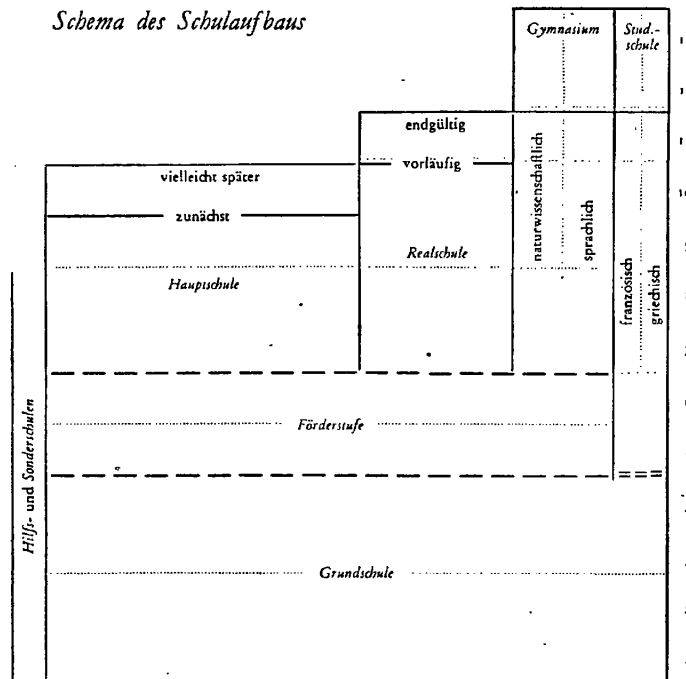 Schema des Schulaufbaus
Gymnasium
Stud.-
schule
endgültig
vorläufig
vielleicht später
zunächst
naturwissenschaftlich
sprachlich
Realschule
Hauptschule
französisch
griechisch
Förderstufe
Hilfs- und Sonderschulen
Grundschule